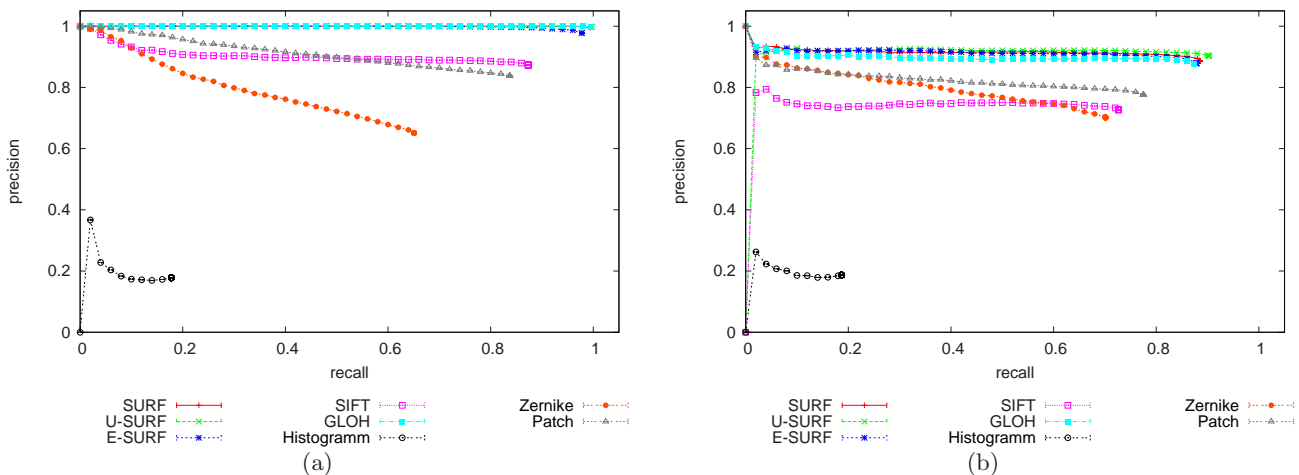 1
0.8
0.6
0.4
0.2
0
precision
0 0.2 0.4 0.6 0.8 1
recall
SURF
U-SURF
E-SURF
SIFT
GLOH
Histogramm
Zernike
Patch
(a)
1
0.8
0.6
0.4
0.2
0
precision
0 0.2 0.4 0.6 0.8 1
recall
SURF
U-SURF
E-SURF
SIFT
GLOH
Histogramm
Zernike
Patch
(b)